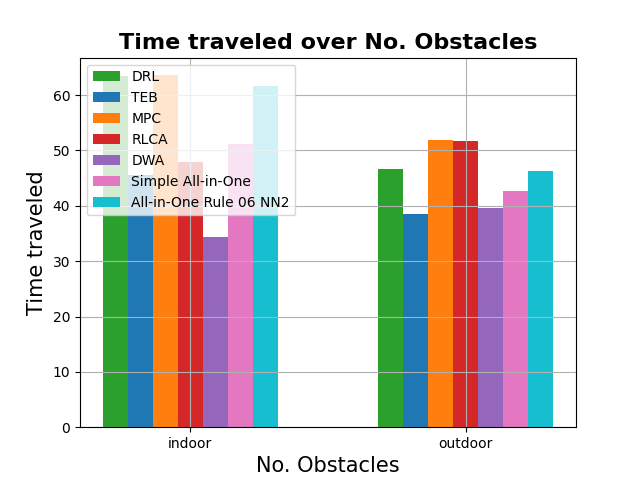 Time traveled over No. Obstacles
DRL
TEB
MPC
RLCA
DWA
Simple All-in-One
All-in-One Rule 06 NN2
Time traveled
60
50
40
30
20
10
0
indoor
outdoor
No. Obstacles